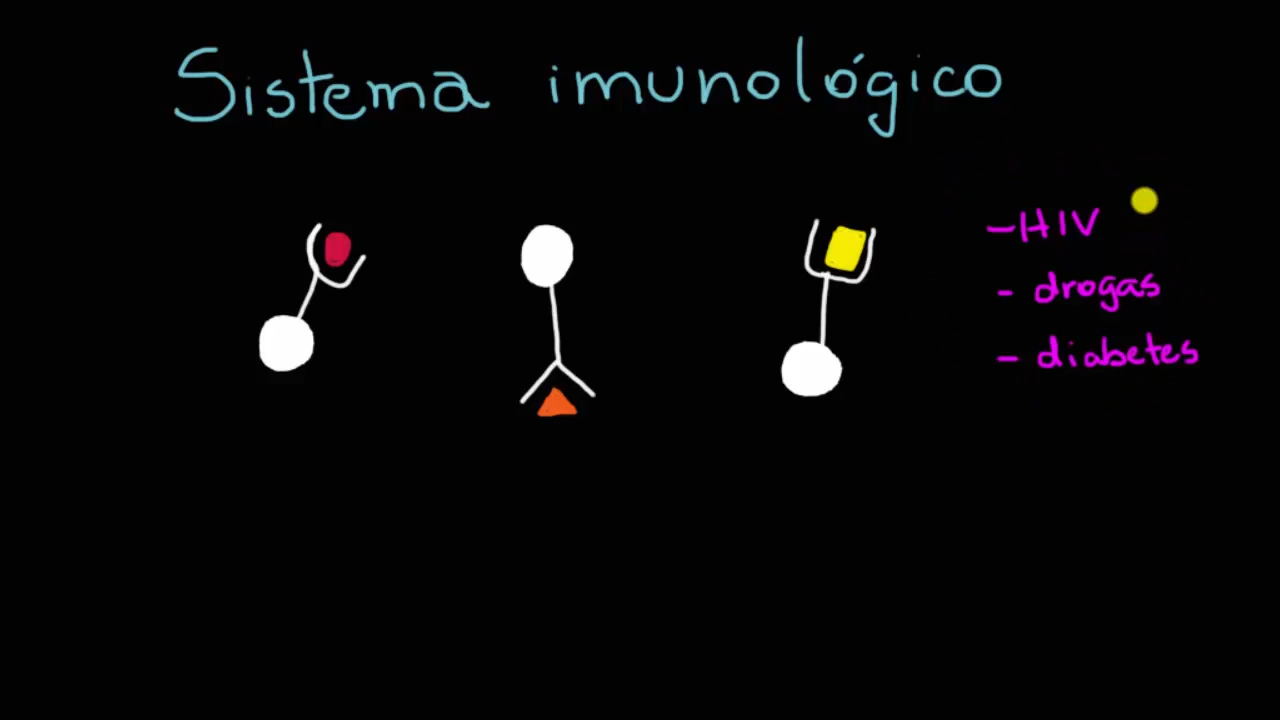 Sistema imunológico
- HIV
- drogas
- diabetes